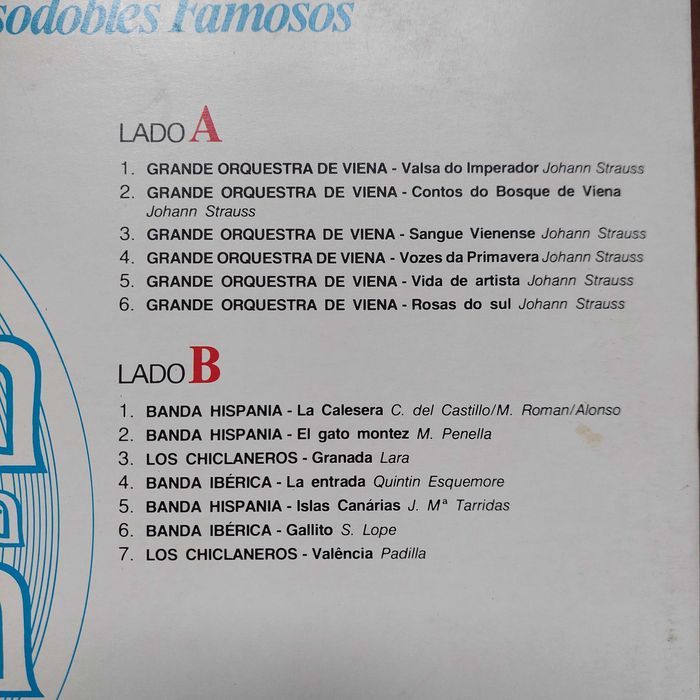 sodobles Famosos
LADO A
1. GRANDE ORQUESTRA DE VIENA - Valsa do Imperador Johann Strauss
2. GRANDE ORQUESTRA DE VIENA - Contos do Bosque de Viena
Johann Strauss
3. GRANDE ORQUESTRA DE VIENA - Sangue Vienense Johann Strauss
4. GRANDE ORQUESTRA DE VIENA - Vozes da Primavera Johann Strauss
5. GRANDE ORQUESTRA DE VIENA - Vida de artista Johann Strauss
6. GRANDE ORQUESTRA DE VIENA - Rosas do sul Johann Strauss
LADO B
1. BANDA HISPANIA - La Calesera C. del Castillo/M. Roman/Alonso
2. BANDA HISPANIA - El gato montez M. Penella
3. LOS CHICLANEROS - Granada Lara
4. BANDA IBÉRICA - La entrada Quintin Esquemore
5. BANDA HISPANIA - Islas Canárias J. Mª Tarridas
6. BANDA IBÉRICA - Gallito S. Lope
7. LOS CHICLANEROS - Valência Padilla